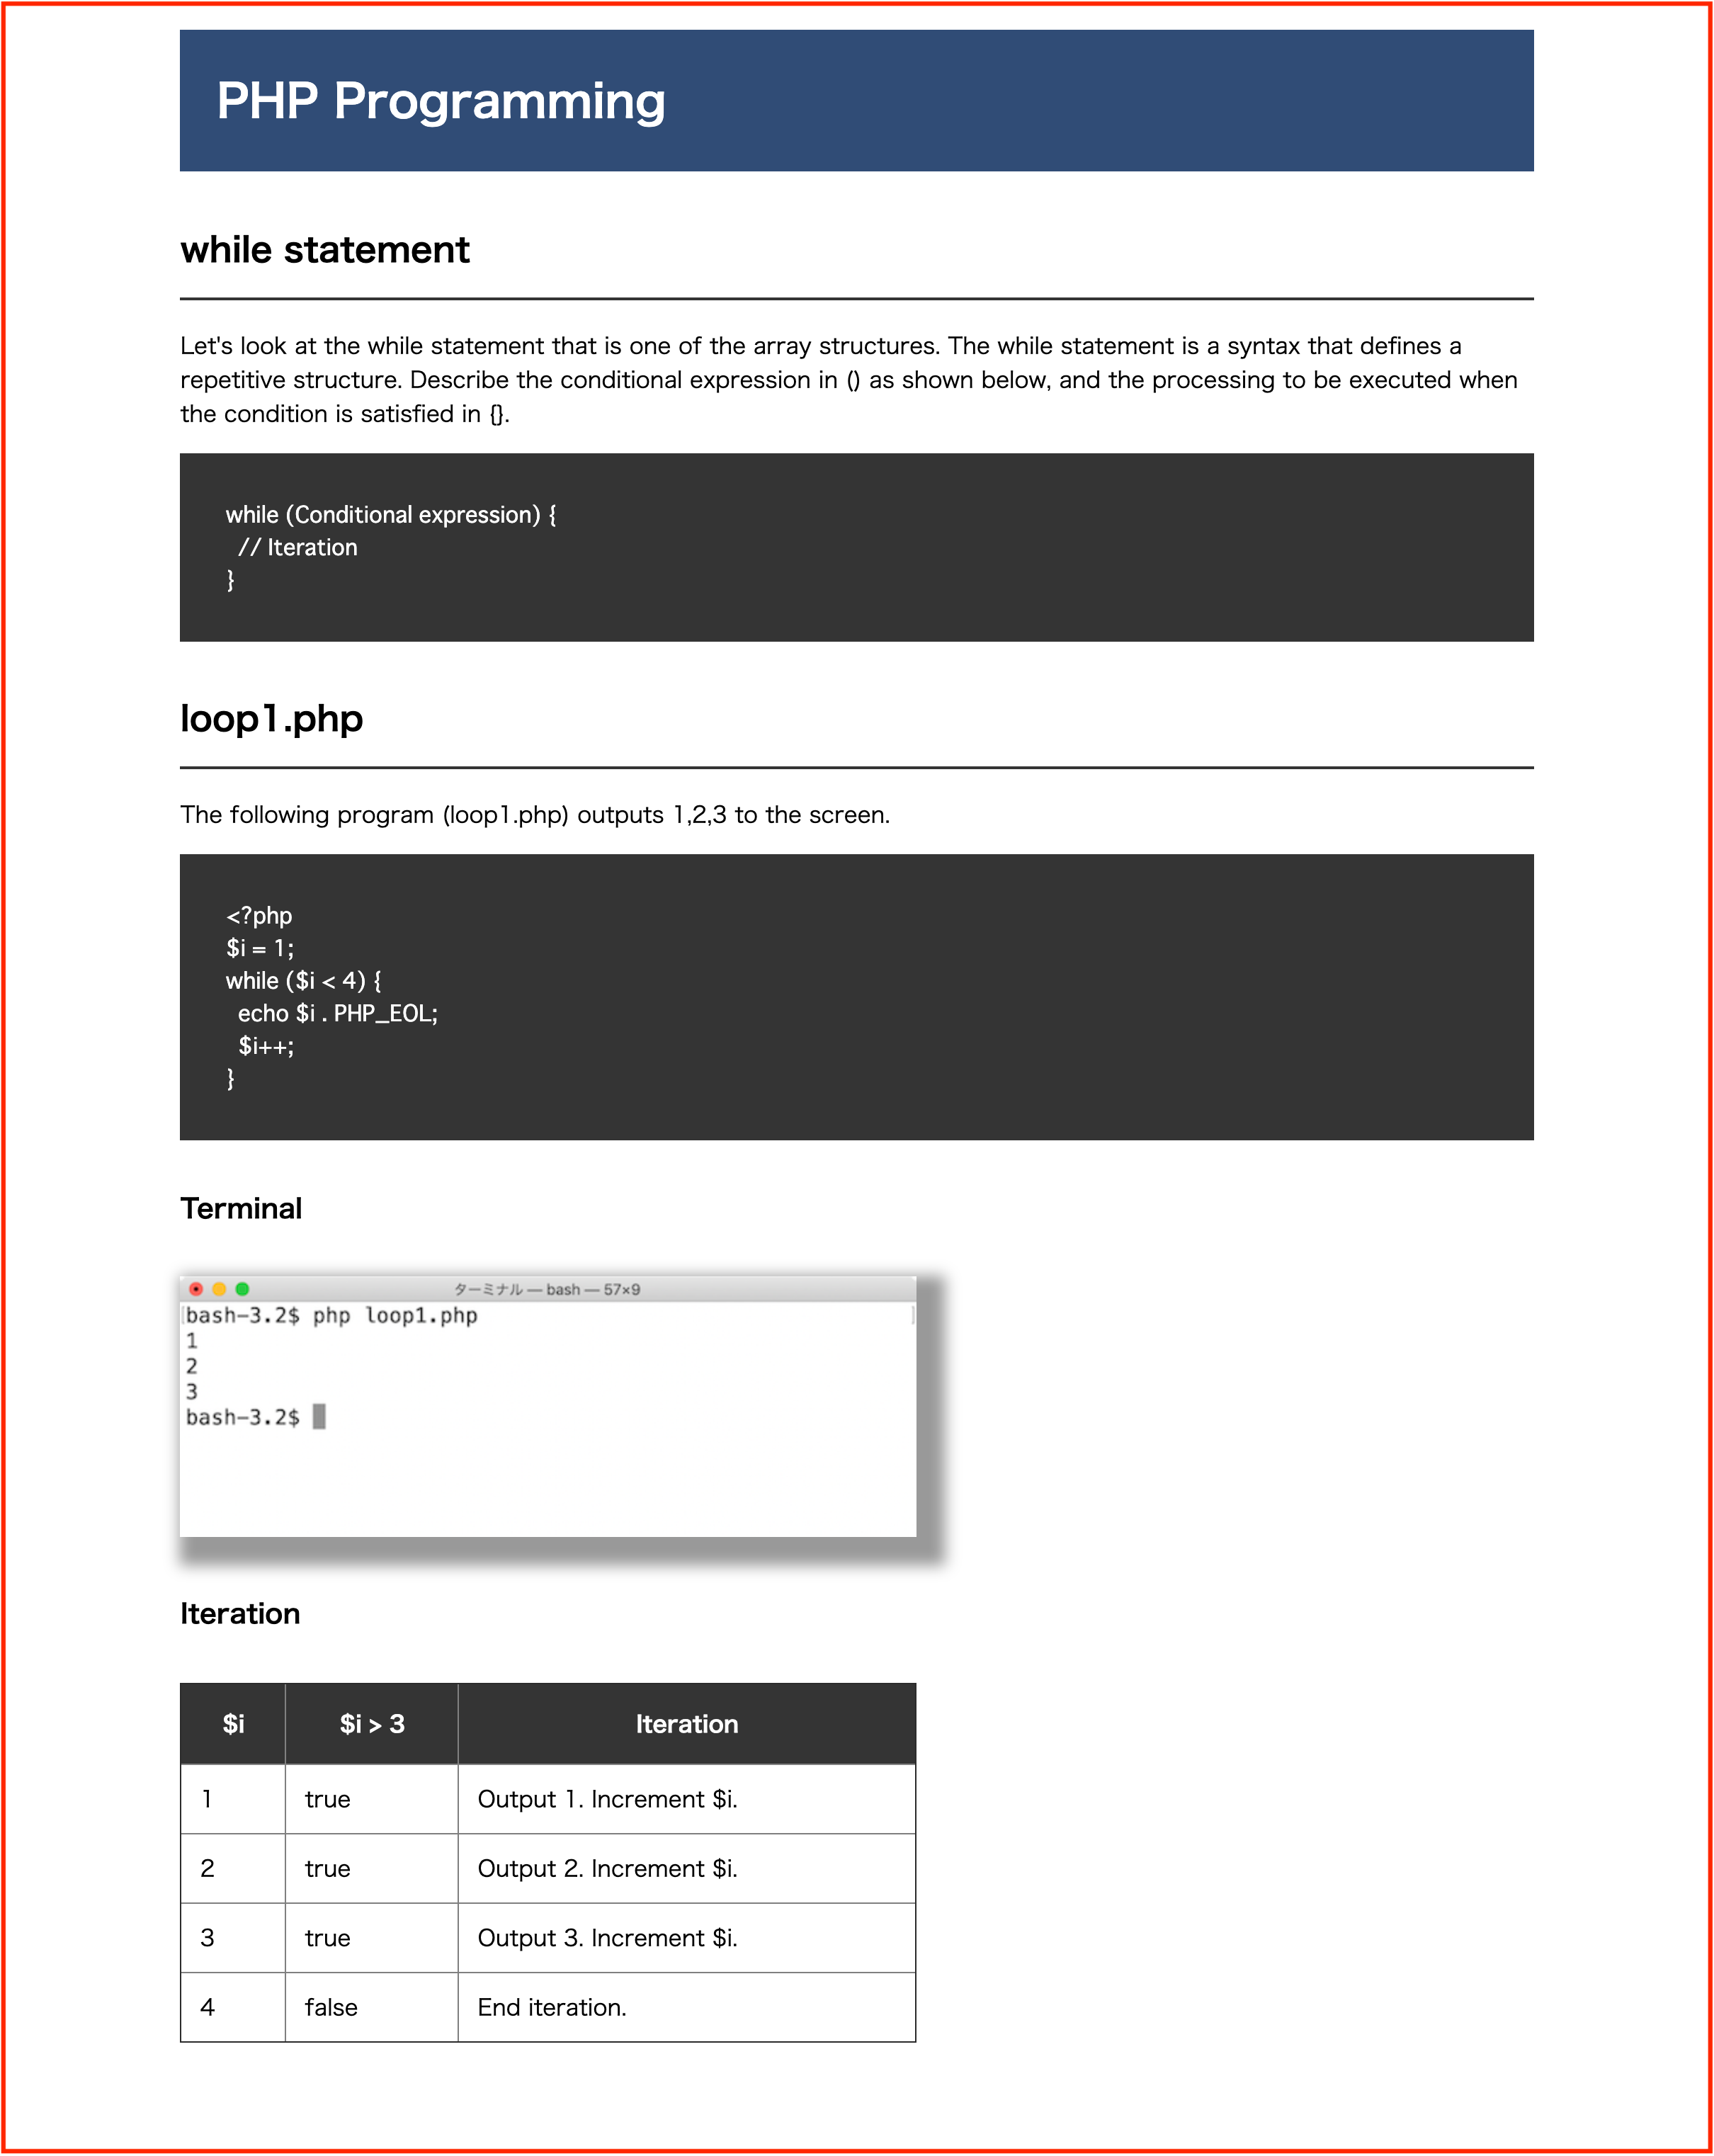 PHP Programming
while statement
Let's look at the while statement that is one of the array structures. The while statement is a syntax that defines a
repetitive structure. Describe the conditional expression in () as shown below, and the processing to be executed when
the condition is satisfied in {}.
while (Conditional expression) {
  // Iteration
}
loop1.php
The following program (loop1.php) outputs 1,2,3 to the screen.
<?php
$i = 1;
while ($i < 4) {
  echo $i . PHP_EOL;
  $i++;
}
Terminal
ターミナル — bash — 57×9
[bash-3.2$ php loop1.php ]
1
2
3
bash-3.2$
Iteration
$i $i > 3 Iteration
1 true Output 1. Increment $i.
2 true Output 2. Increment $i.
3 true Output 3. Increment $i.
4 false End iteration.